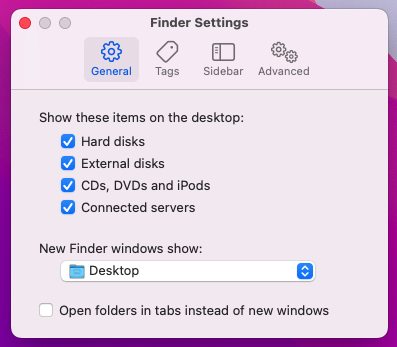 Finder Settings
General Tags Sidebar Advanced
Show these items on the desktop:
Hard disks
External disks
CDs, DVDs and iPods
Connected servers
New Finder windows show:
Desktop
Open folders in tabs instead of new windows